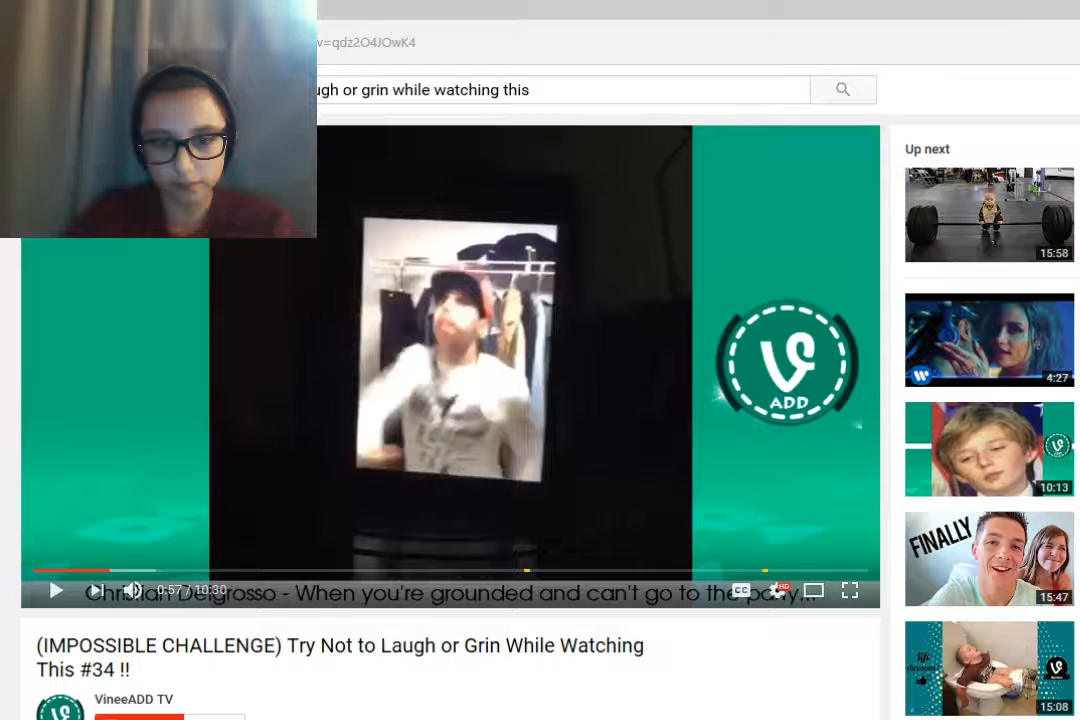 v=qdz2O4JOwK4
ugh or grin while watching this
Up next
15:58
ADD
4:27
10:13
FINALLY
15:47
15:08
0:57 / 10:30
CC
HD
Christian Delgrosso - When you're grounded and can't go to the party...
(IMPOSSIBLE CHALLENGE) Try Not to Laugh or Grin While Watching
This #34 !!
VineeADD TV